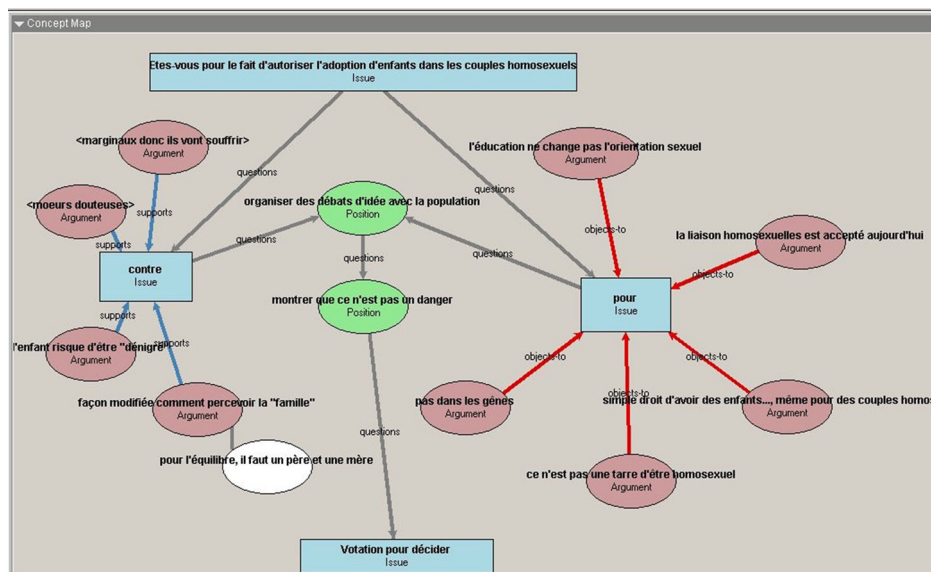 Concept Map
Etes-vous pour le fait d'autoriser l'adoption d'enfants dans les couples homosexuels
Issue
<marginaux donc ils vont souffrir>
Argument
l'éducation ne change pas l'orientation sexuel
Argument
questions
questions
organiser des débats d'idée avec la population
Position
<moeurs douteuses>
Argument
supports
supports
questions
questions
questions
objects-to
la liaison homosexuelles est accepté aujourd'hui
Argument
objects-to
contre
Issue
montrer que ce n'est pas un danger
Position
pour
Issue
supports
supports
l'enfant risque d'étre "dénigré
Argument
objects-to
objects-to
objects-to
façon modifiée comment percevoir la "famille"
Argument
pas dans les gênes
Argument
simple droit d'avoir des enfants..., méme pour des couples homos
Argument
questions
pour l'équilibre, il faut un père et une mère
ce n'est pas une tarre d'étre homosexuel
Argument
Votation pour décider
Issue